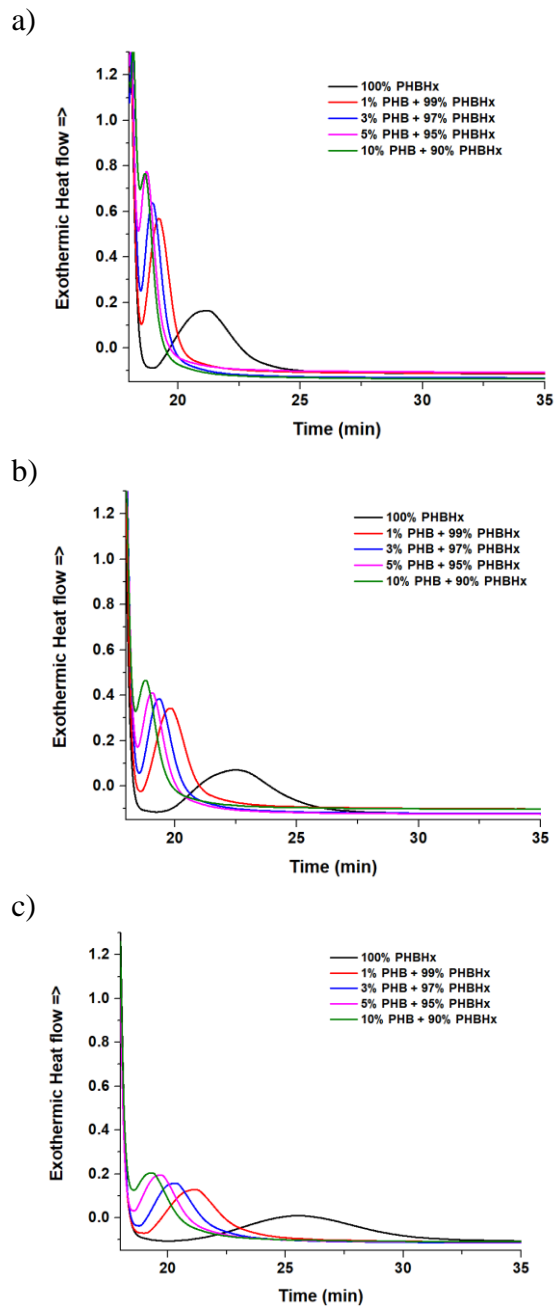 a)
1.2
1.0
0.8
0.6
0.4
0.2
0.0
Exothermic Heat flow =>
100% PHBHx
1% PHB + 99% PHBHx
3% PHB + 97% PHBHx
5% PHB + 95% PHBHx
10% PHB + 90% PHBHx
20 25 30 35
Time (min)
b)
1.2
1.0
0.8
0.6
0.4
0.2
0.0
Exothermic Heat flow =>
100% PHBHx
1% PHB + 99% PHBHx
3% PHB + 97% PHBHx
5% PHB + 95% PHBHx
10% PHB + 90% PHBHx
20 25 30 35
Time (min)
c)
1.2
1.0
0.8
0.6
0.4
0.2
0.0
Exothermic Heat flow =>
100% PHBHx
1% PHB + 99% PHBHx
3% PHB + 97% PHBHx
5% PHB + 95% PHBHx
10% PHB + 90% PHBHx
20 25 30 35
Time (min)